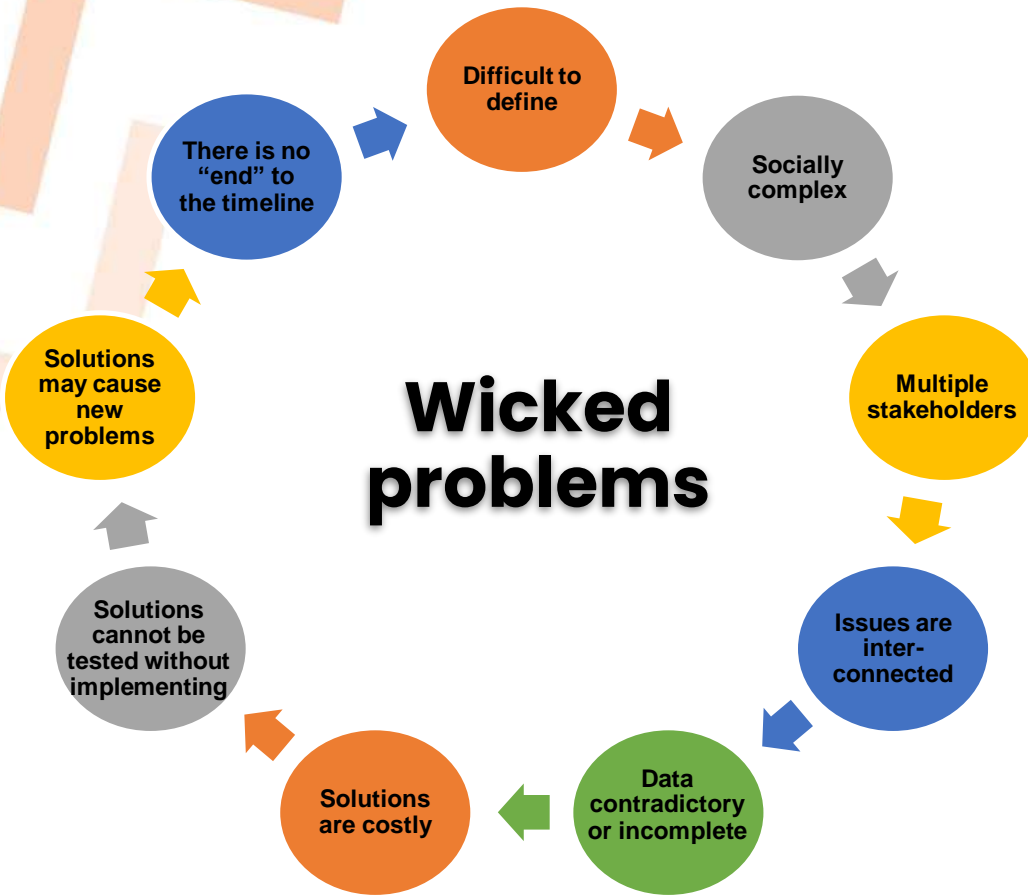 Difficult to
define
Socially
complex
Multiple
stakeholders
Issues are
inter-
connected
Data
contradictory
or incomplete
Solutions
are costly
Solutions
cannot be
tested without
implementing
Solutions
may cause
new
problems
There is no
“end” to
the timeline
Wicked
problems